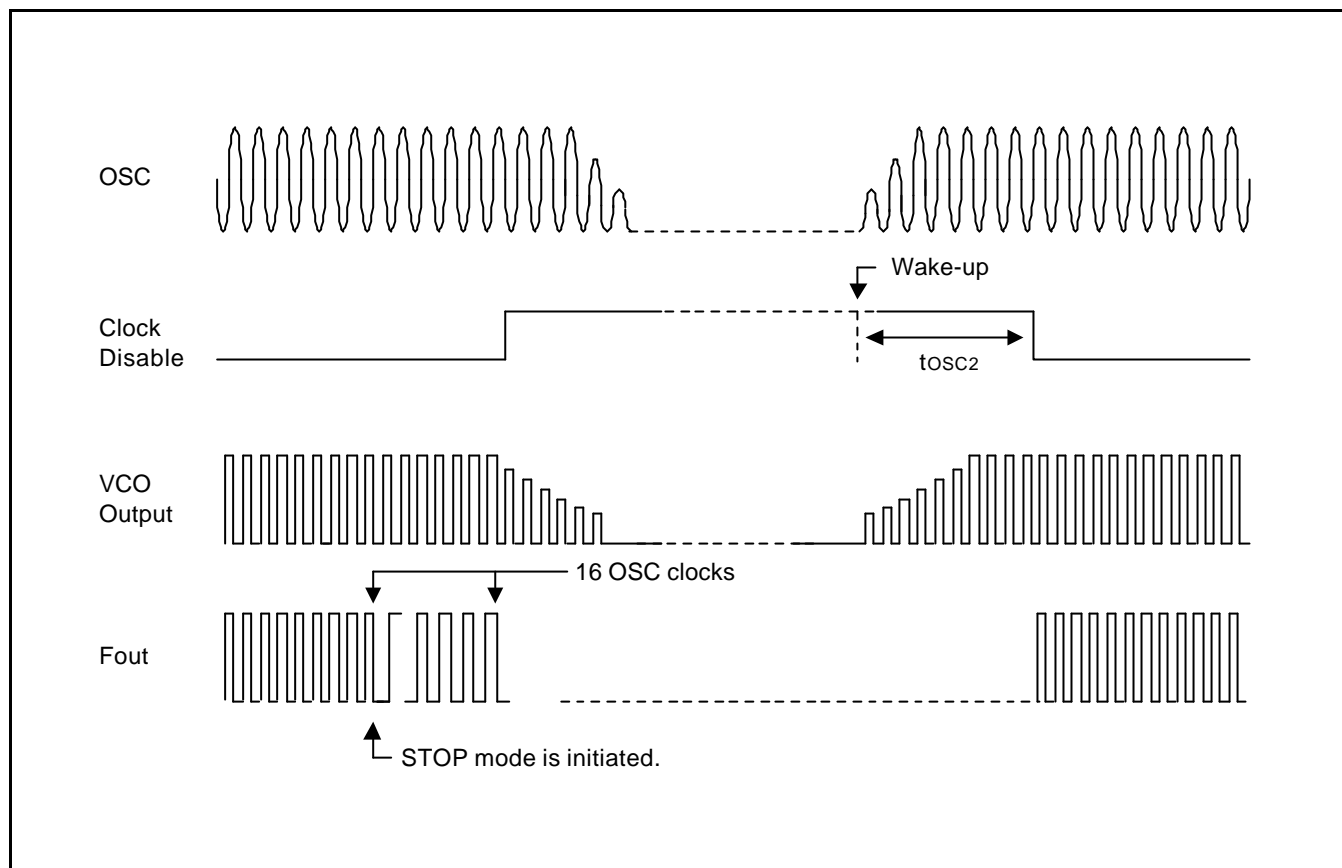 OSC
Wake-up
Clock
Disable
tOSC2
VCO
Output
16 OSC clocks
Fout
STOP mode is initiated.